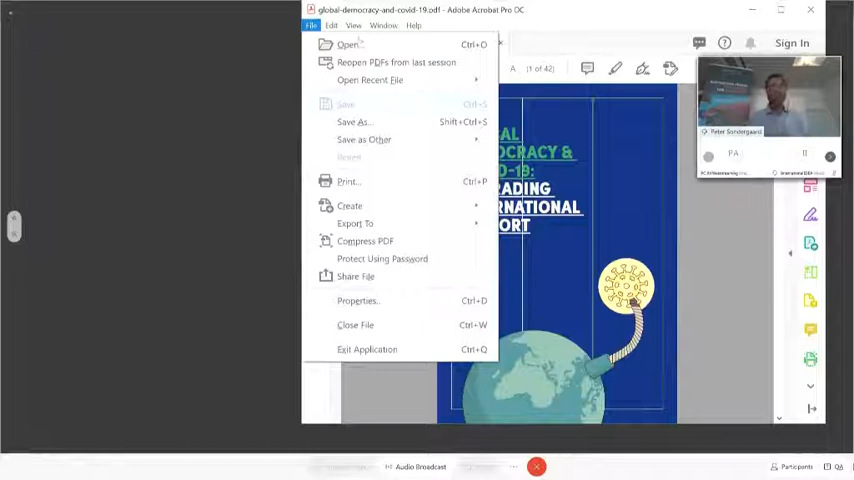 global-democracy-and-covid-19.pdf - Adobe Acrobat Pro DC
File Edit View Window Help
Open... Ctrl+O
Reopen PDFs from last session
Open Recent File
Save Ctrl+S
Save As... Shift+Ctrl+S
Save as Other
Revert
Print... Ctrl+P
Create
Export To
Compress PDF
Protect Using Password
Share File
Properties... Ctrl+D
Close File Ctrl+W
Exit Application Ctrl+Q
Sign In
A (1 of 42)
AL
OCRACY &
D-19:
RADING
RNATIONAL
ORT
Peter Sondergaard
PA II
Audio Broadcast
Participants